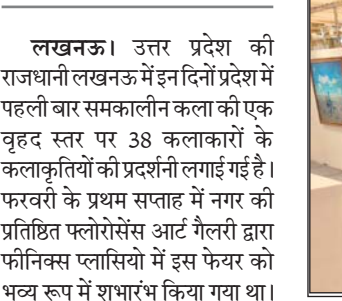 लखनऊ। उत्तर प्रदेश की
राजधानी लखनऊ में इन दिनों प्रदेश में
पहली बार समकालीन कला की एक
वृहद स्तर पर 38 कलाकारों के
कलाकृतियों की प्रदर्शनी लगाई गई है।
फरवरी के प्रथम सप्ताह में नगर की
प्रतिष्ठित फ्लोरोसेंस आर्ट गैलरी द्वारा
फीनिक्स प्लासियो में इस फेयर को
भव्य रूप में शुभारंभ किया गया था।